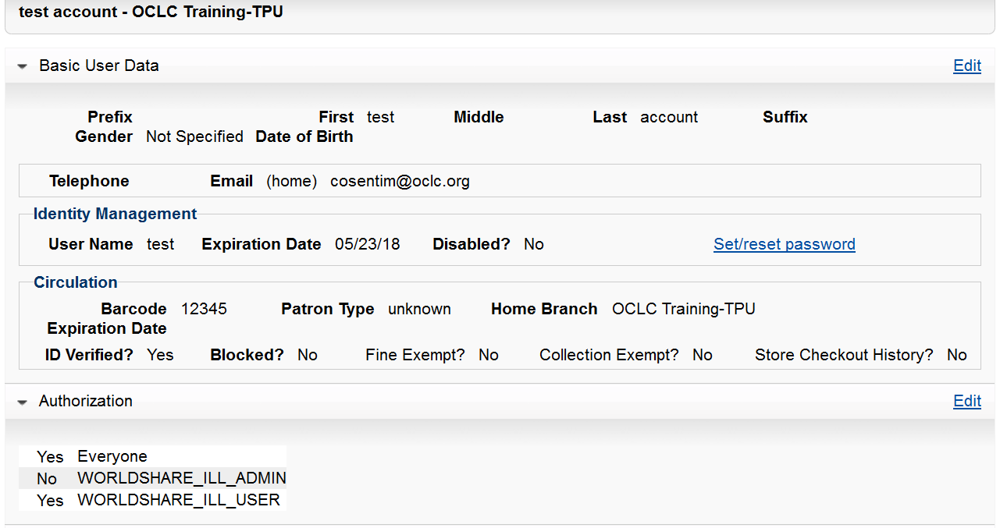 test account - OCLC Training-TPU
Basic User Data Edit
Prefix First test Middle Last account Suffix
Gender Not Specified Date of Birth
Telephone Email (home) cosentim@oclc.org
Identity Management
User Name test Expiration Date 05/23/18 Disabled? No Set/reset password
Circulation
Barcode 12345 Patron Type unknown Home Branch OCLC Training-TPU
Expiration Date
ID Verified? Yes Blocked? No Fine Exempt? No Collection Exempt? No Store Checkout History? No
Authorization Edit
Yes Everyone
No WORLDSHARE_ILL_ADMIN
Yes WORLDSHARE_ILL_USER